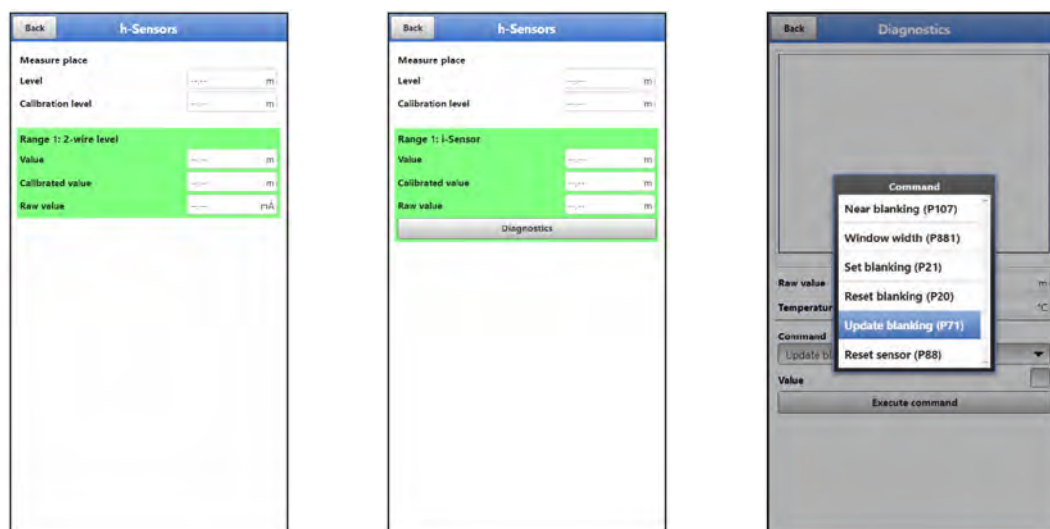 Back h-Sensors
Measure place
Level --.-- m
Calibration level --.-- m
Range 1: 2-wire level
Value --.-- m
Calibrated value --.-- m
Raw value --.-- mA
Back h-Sensors
Measure place
Level --.-- m
Calibration level --.-- m
Range 1: i-Sensor
Value --.-- m
Calibrated value --.-- m
Raw value --.-- m
Diagnostics
Back Diagnostics
Command
Near blanking (P107)
Window width (P881)
Set blanking (P21)
Reset blanking (P20)
Update blanking (P71)
Reset sensor (P88)
Raw value m
Temperatur °C
Command
Update bl
Value
Execute command